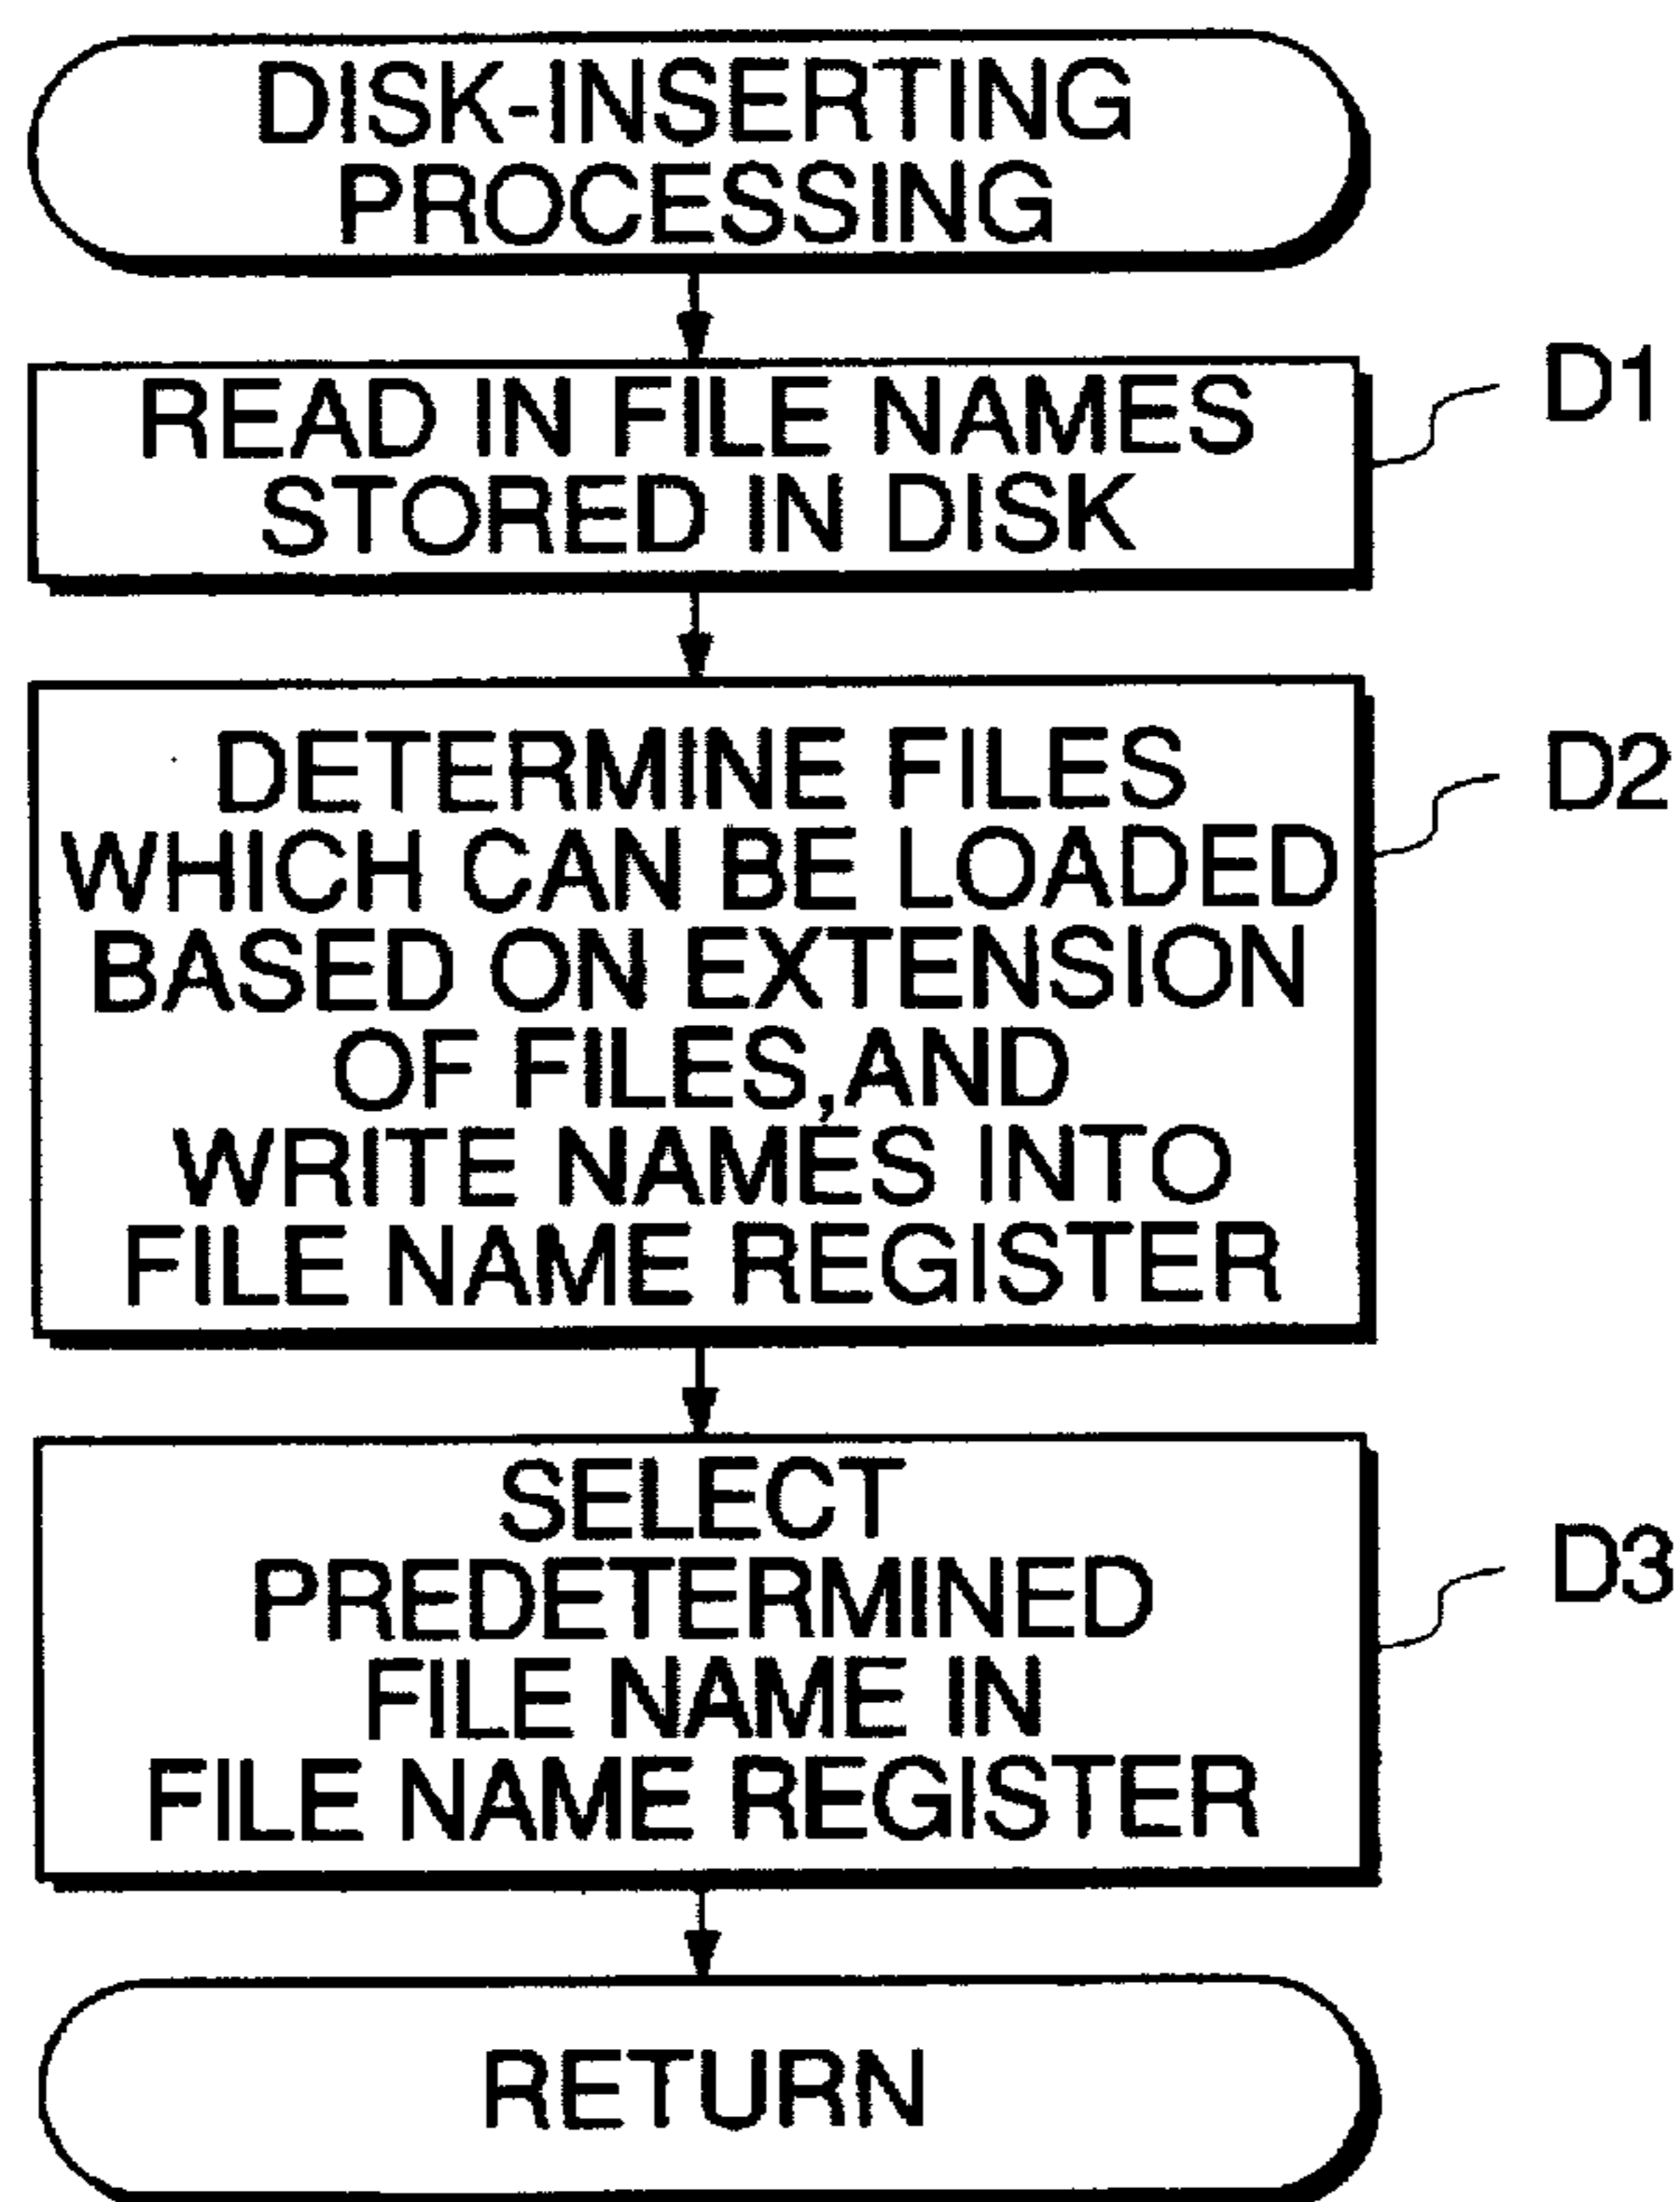 DISK-INSERTING
PROCESSING
READ IN FILE NAMES
STORED IN DISK
D1
DETERMINE FILES
WHICH CAN BE LOADED
BASED ON EXTENSION
OF FILES,AND
WRITE NAMES INTO
FILE NAME REGISTER
D2
SELECT
PREDETERMINED
FILE NAME IN
FILE NAME REGISTER
D3
RETURN